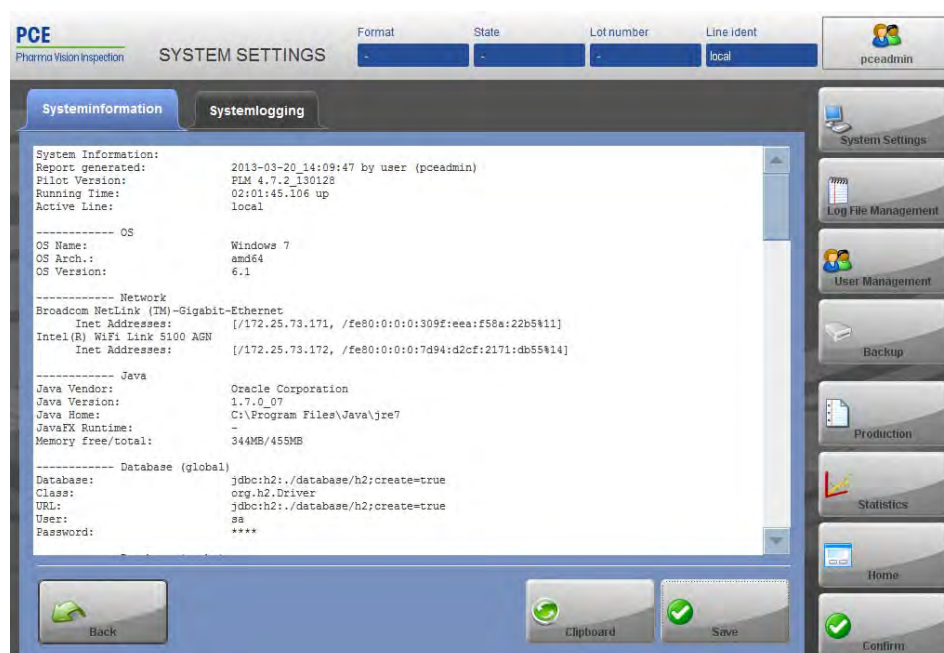 PCE
Pharma Vision Inspection
SYSTEM SETTINGS
Format
-
State
-
Lot number
-
Line ident
local
pceadmin
Systeminformation
Systemlogging
System Information:
Report generated: 2013-03-20_14:09:47 by user (pceadmin)
Pilot Version: PLM 4.7.2_130128
Running Time: 02:01:45.106 up
Active Line: local
------------ OS
OS Name: Windows 7
OS Arch.: amd64
OS Version: 6.1
------------ Network
Broadcom NetLink (TM)-Gigabit-Ethernet
Inet Addresses: [/172.25.73.171, /fe80:0:0:0:309f:eea:f58a:22b5%11]
Intel(R) WiFi Link 5100 AGN
Inet Addresses: [/172.25.73.172, /fe80:0:0:0:7d94:d2cf:2171:db55%14]
------------ Java
Java Vendor: Oracle Corporation
Java Version: 1.7.0_07
Java Home: C:\Program Files\Java\jre7
JavaFX Runtime: -
Memory free/total: 344MB/455MB
------------ Database (global)
Database: jdbc:h2:./database/h2;create=true
Class: org.h2.Driver
URL: jdbc:h2:./database/h2;create=true
User: sa
Password: ****
System Settings
Log File Management
User Management
Backup
Production
Statistics
Home
Confirm
Back
Clipboard
Save